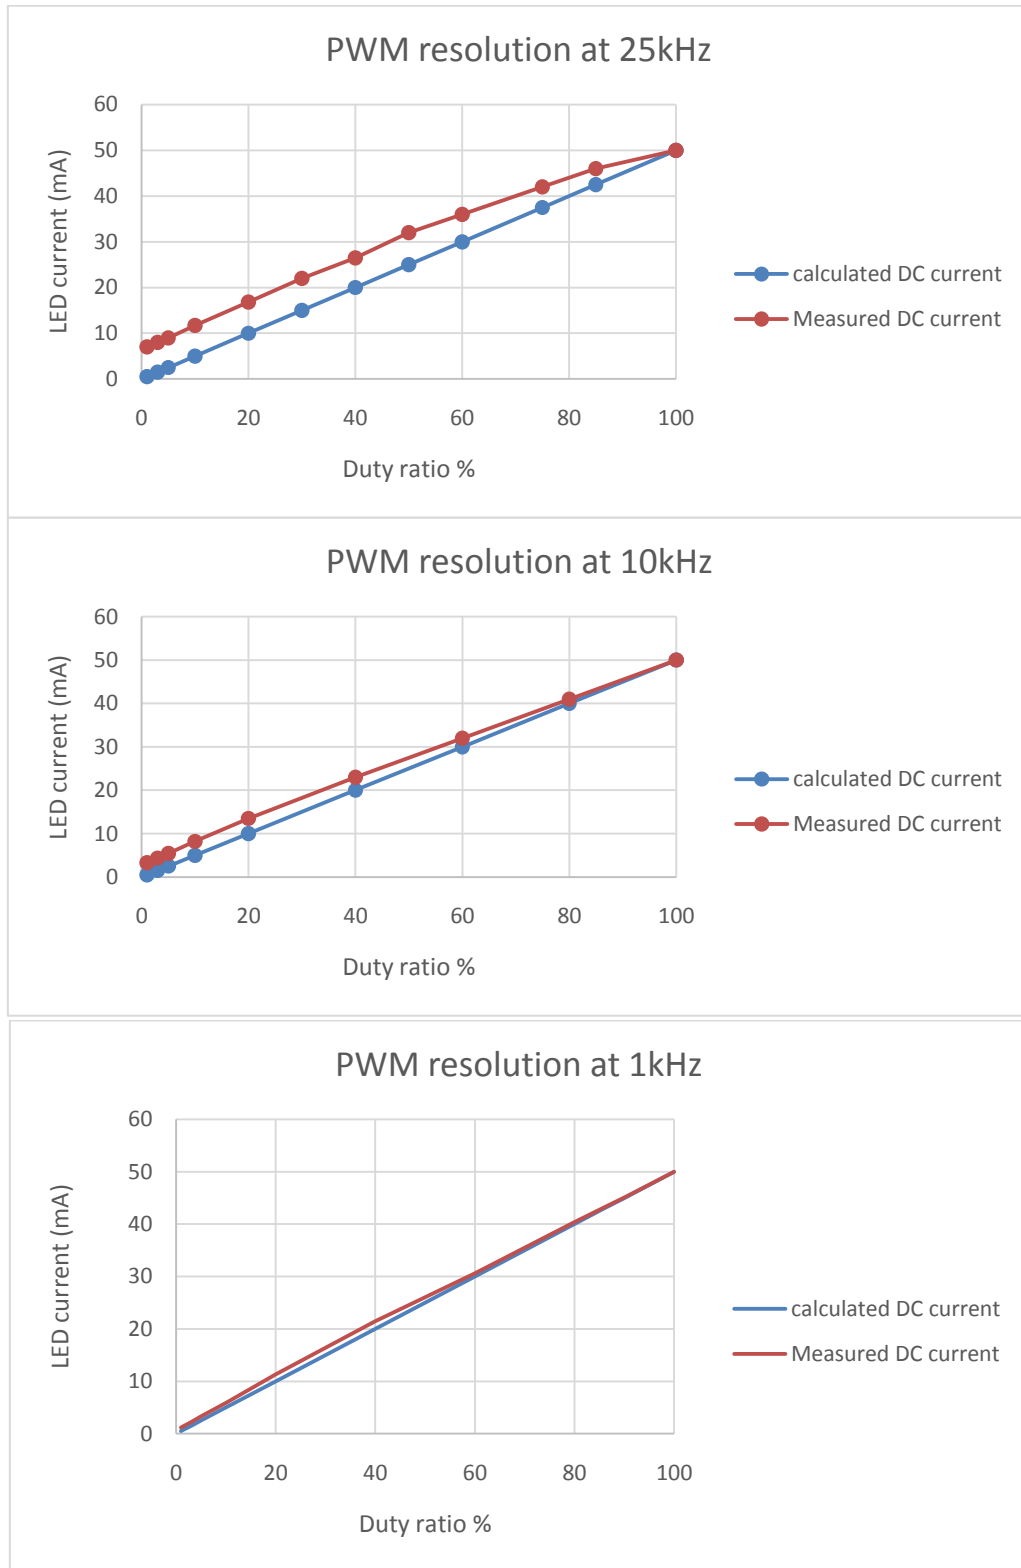 PWM resolution at 25kHz
60
50
40
30
20
10
0
LED current (mA)
0 20 40 60 80 100
Duty ratio %
calculated DC current
Measured DC current
PWM resolution at 10kHz
60
50
40
30
20
10
0
LED current (mA)
0 20 40 60 80 100
Duty ratio %
calculated DC current
Measured DC current
PWM resolution at 1kHz
60
50
40
30
20
10
0
LED current (mA)
0 20 40 60 80 100
Duty ratio %
calculated DC current
Measured DC current